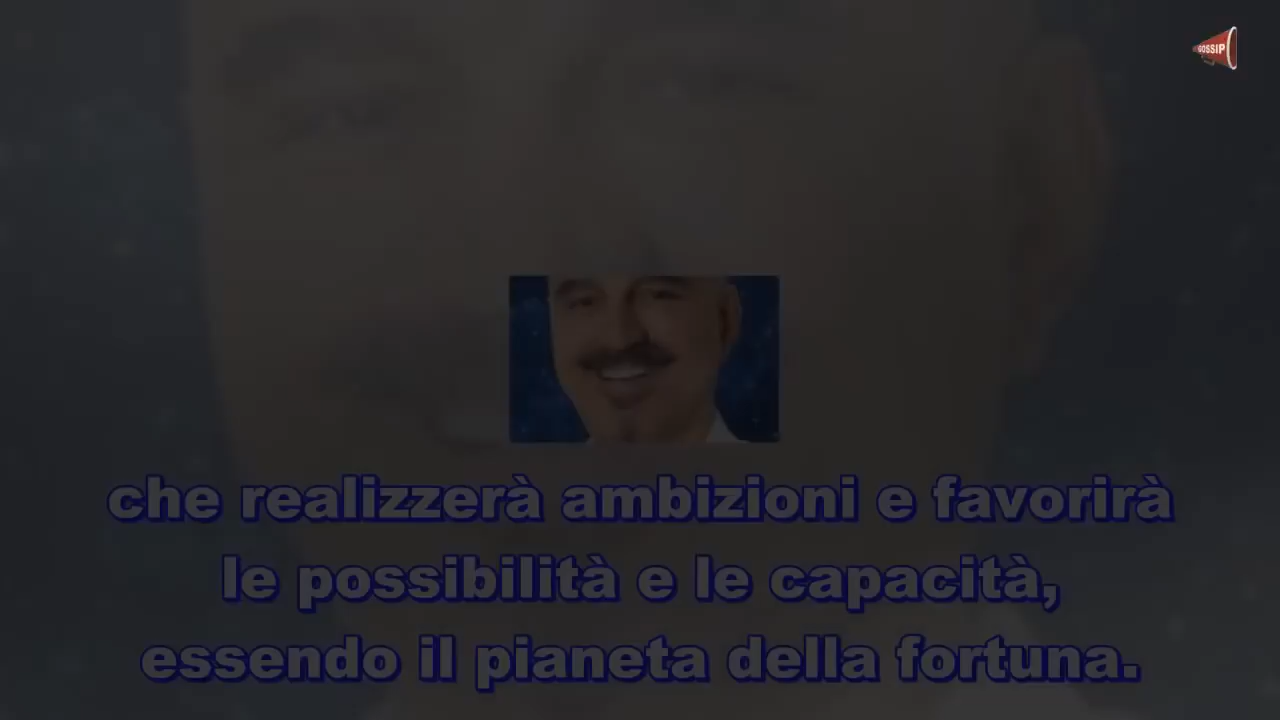 GOSSIP
che realizzerà ambizioni e favorirà
le possibilità e le capacità,
essendo il pianeta della fortuna.